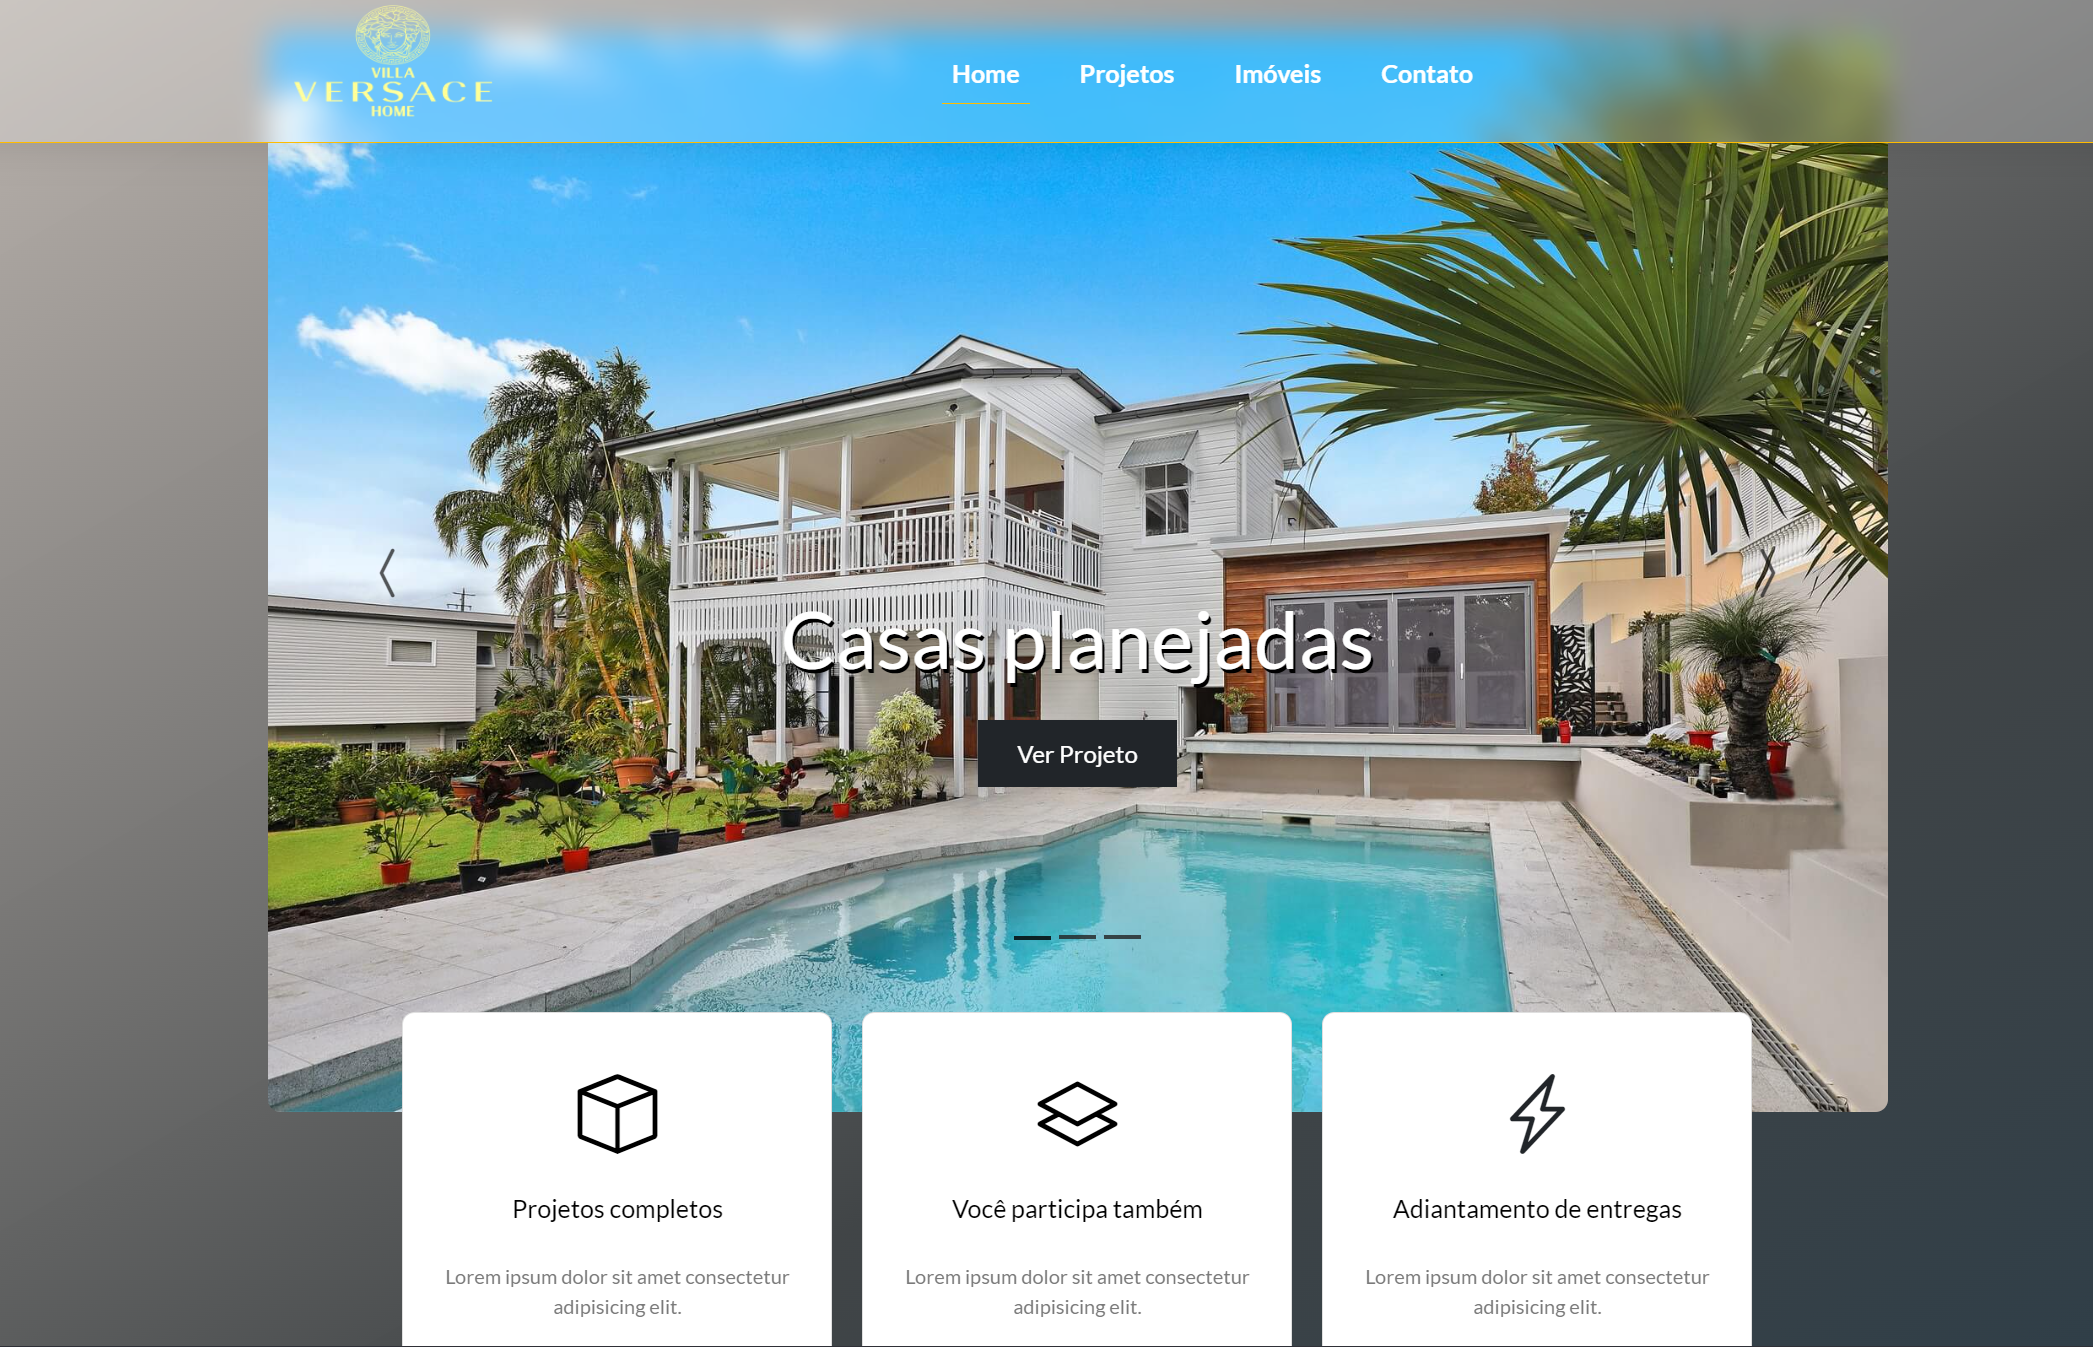 VILLA
VERSACE
HOME
Home
Projetos
Imóveis
Contato
Casas planejadas
Ver Projeto
Projetos completos
Lorem ipsum dolor sit amet consectetur
adipisicing elit.
Você participa também
Lorem ipsum dolor sit amet consectetur
adipisicing elit.
Adiantamento de entregas
Lorem ipsum dolor sit amet consectetur
adipisicing elit.